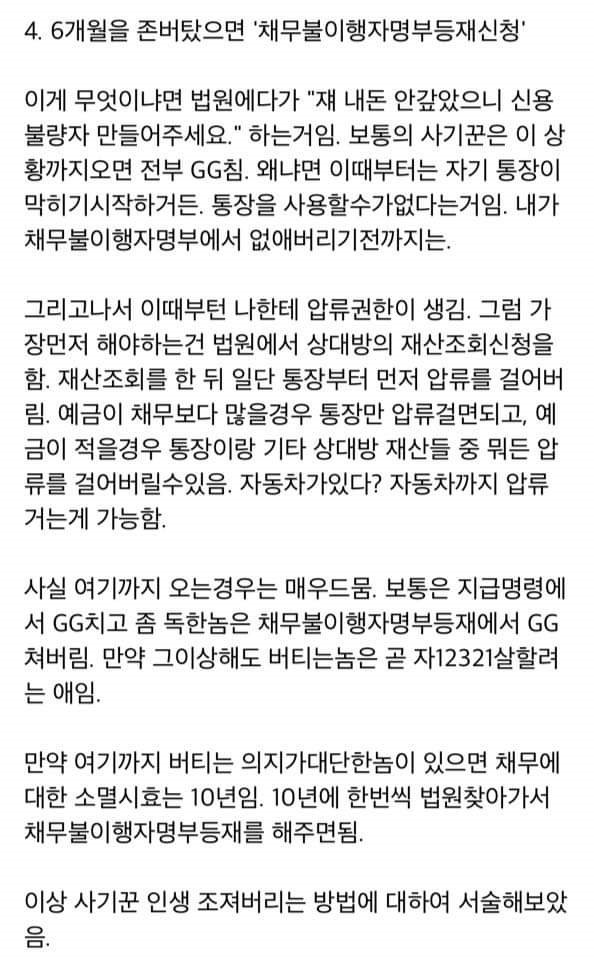 4. 6개월을 존버탔으면 '채무불이행자명부등재신청'
이게 무엇이냐면 법원에다가 "쟤 내돈 안갚았으니 신용
불량자 만들어주세요." 하는거임. 보통의 사기꾼은 이 상
황까지오면 전부 GG침. 왜냐면 이때부터는 자기 통장이
막히기시작하거든. 통장을 사용할수가없다는거임. 내가
채무불이행자명부에서 없애버리기전까지는.
그리고나서 이때부턴 나한테 압류권한이 생김. 그럼 가
장먼저 해야하는건 법원에서 상대방의 재산조회신청을
함. 재산조회를 한 뒤 일단 통장부터 먼저 압류를 걸어버
림. 예금이 채무보다 많을경우 통장만 압류걸면되고, 예
금이 적을경우 통장이랑 기타 상대방 재산들 중 뭐든 압
류를 걸어버릴수있음. 자동차가있다? 자동차까지 압류
거는게 가능함.
사실 여기까지 오는경우는 매우드뭄. 보통은 지급명령에
서 GG치고 좀 독한놈은 채무불이행자명부등재에서 GG
쳐버림. 만약 그이상해도 버티는놈은 곧 자12321살할려
는 애임.
만약 여기까지 버티는 의지가대단한놈이 있으면 채무에
대한 소멸시효는 10년임. 10년에 한번씩 법원찾아가서
채무불이행자명부등재를 해주면됨.
이상 사기꾼 인생 조져버리는 방법에 대하여 서술해보았
음.